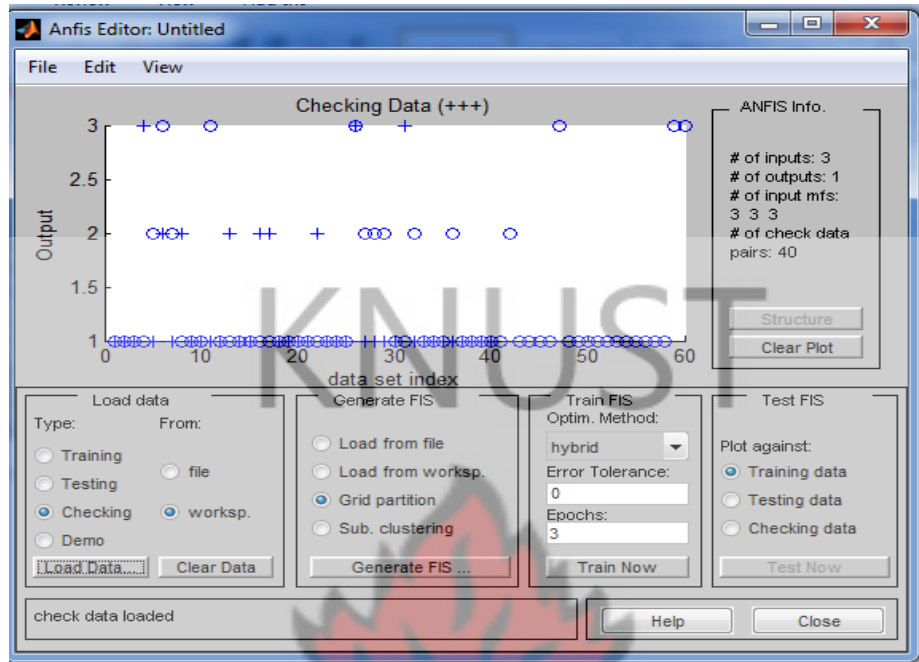 Anfis Editor: Untitled
File Edit View
Checking Data (+++)
3
2.5
2
1.5
1
Output
0 10 20 30 40 50 60
data set index
ANFIS Info.
# of inputs: 3
# of outputs: 1
# of input mfs:
3 3 3
# of check data
pairs: 40
Structure
Clear Plot
KNUST
Load data
Type: From:
Training
Testing
Checking
Demo
file
worksp.
Load Data...
Clear Data
Generate FIS
Load from file
Load from worksp.
Grid partition
Sub. clustering
Generate FIS ...
Train FIS
Optim. Method:
hybrid
Error Tolerance:
0
Epochs:
3
Train Now
Test FIS
Plot against:
Training data
Testing data
Checking data
Test Now
check data loaded
Help
Close